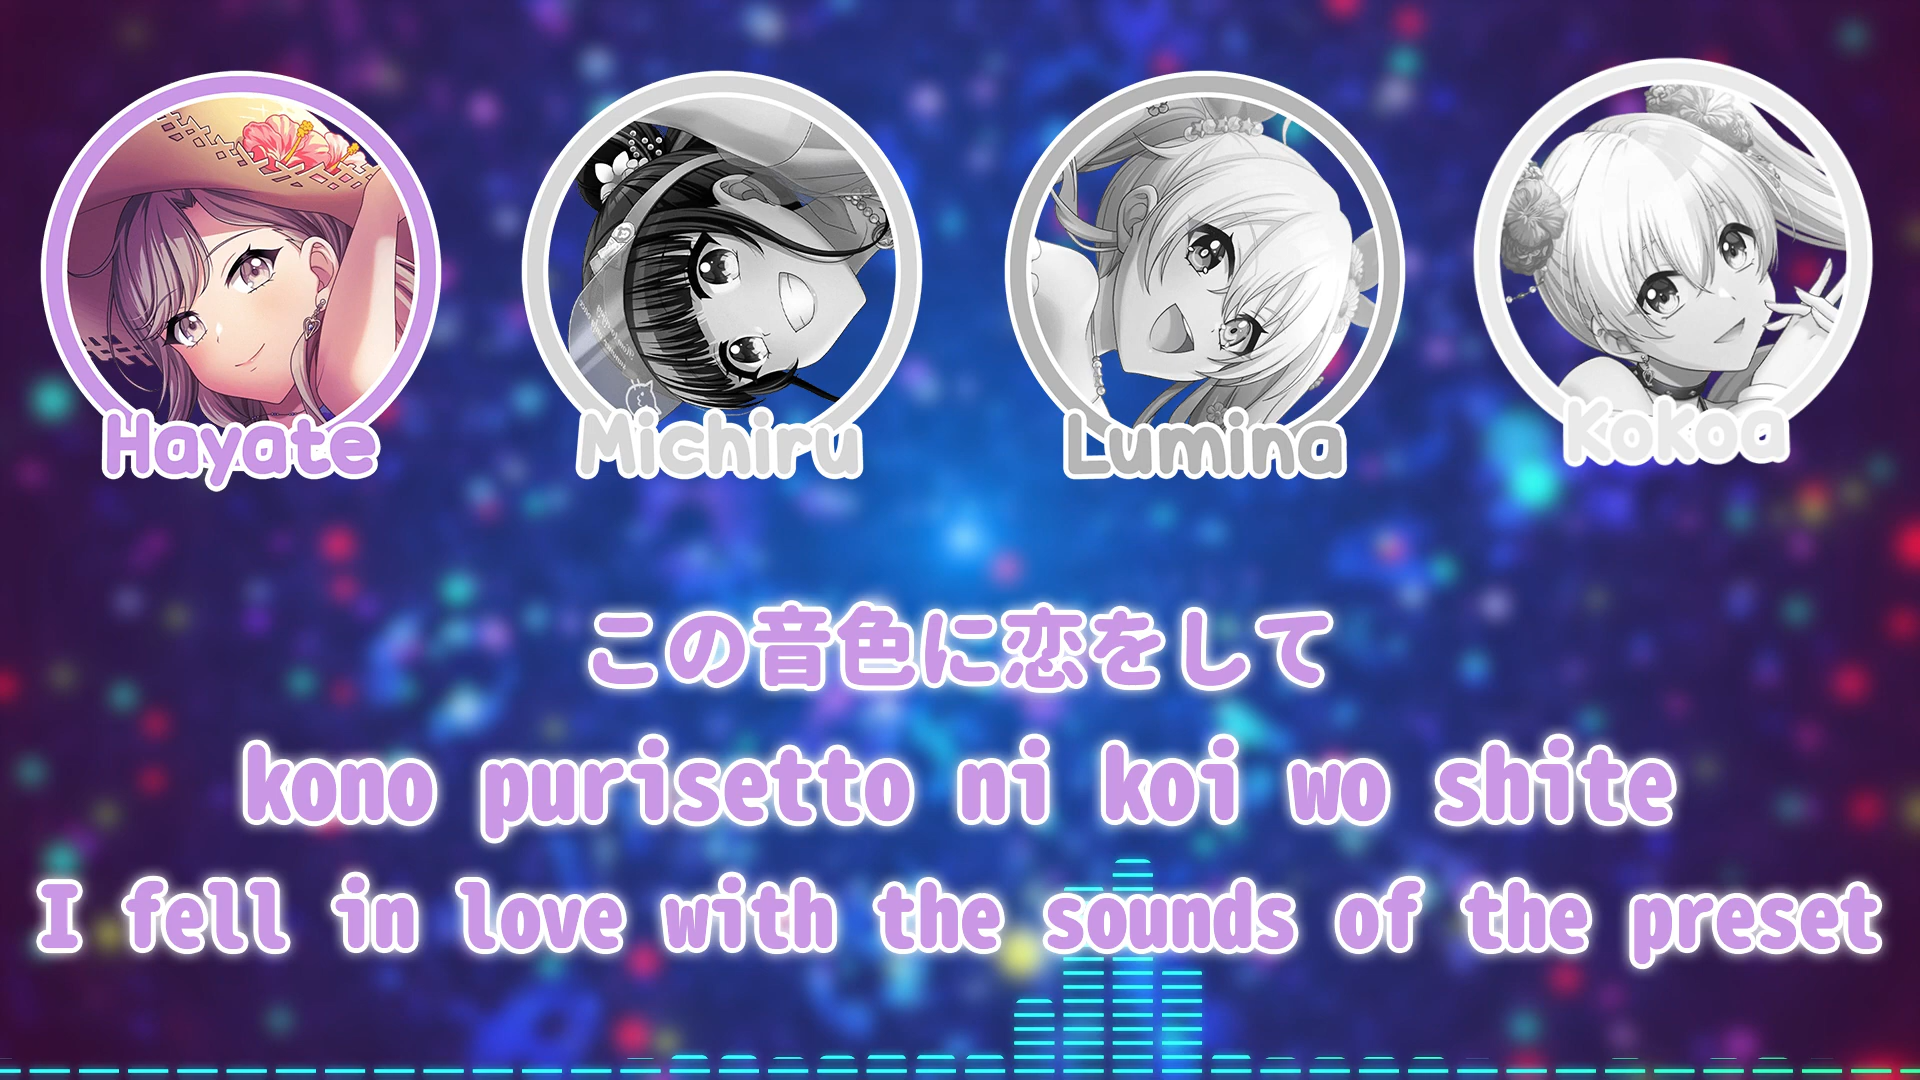 Hayate Michiru Lumina Kokoa
この音色に恋をして
kono purisetto ni koi wo shite
I fell in love with the sounds of the preset